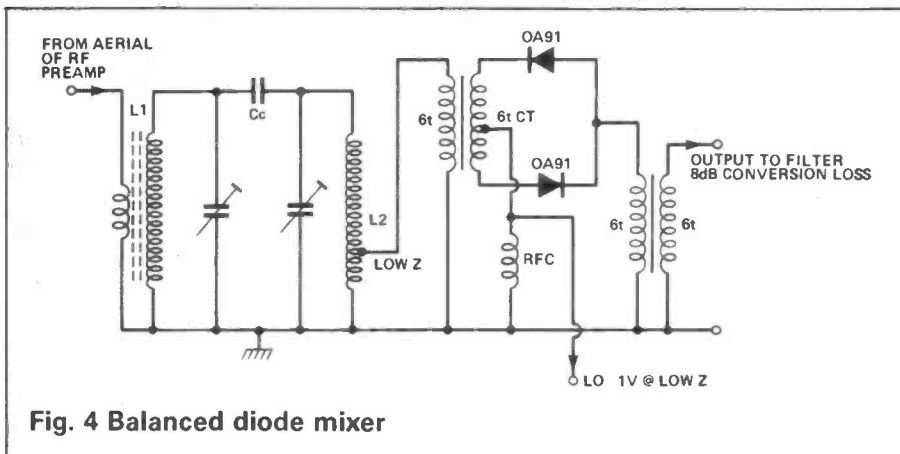 FROM AERIAL
OF RF
PREAMP
L1
Cc
L2
LOW Z
6t
6t CT
OA91
OA91
RFC
6t
6t
OUTPUT TO FILTER
8dB CONVERSION LOSS
LO 1V @ LOW Z
Fig. 4 Balanced diode mixer